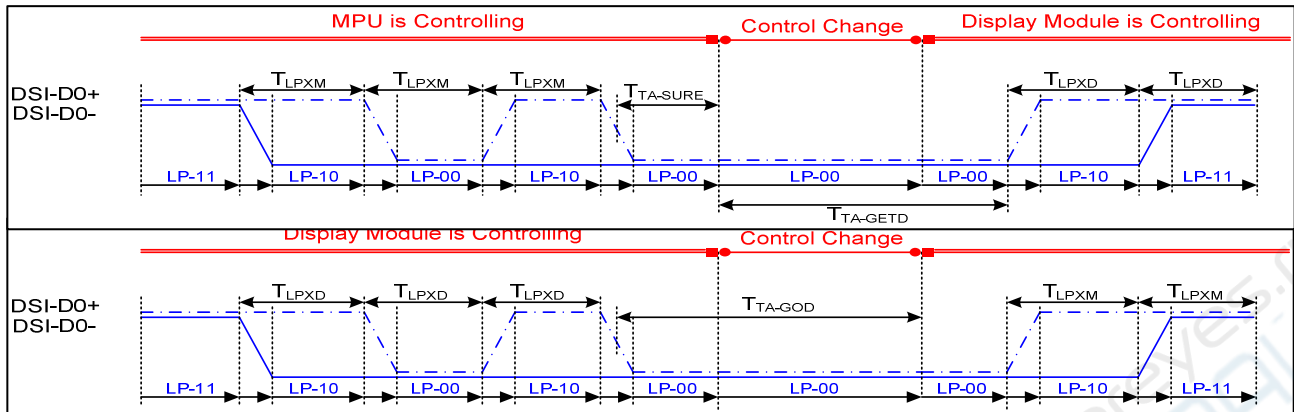 MPU is Controlling Control Change Display Module is Controlling
TLPXM TLPXM TLPXM TTA-SURE TLPXD TLPXD
DSI-D0+
DSI-D0-
LP-11 LP-10 LP-00 LP-10 LP-00 LP-00 LP-00 LP-10 LP-11
TTA-GETD
Display Module is Controlling Control Change
TLPXD TLPXD TLPXD TTA-GOD TLPXM TLPXM
DSI-D0+
DSI-D0-
LP-11 LP-10 LP-00 LP-10 LP-00 LP-00 LP-00 LP-10 LP-11